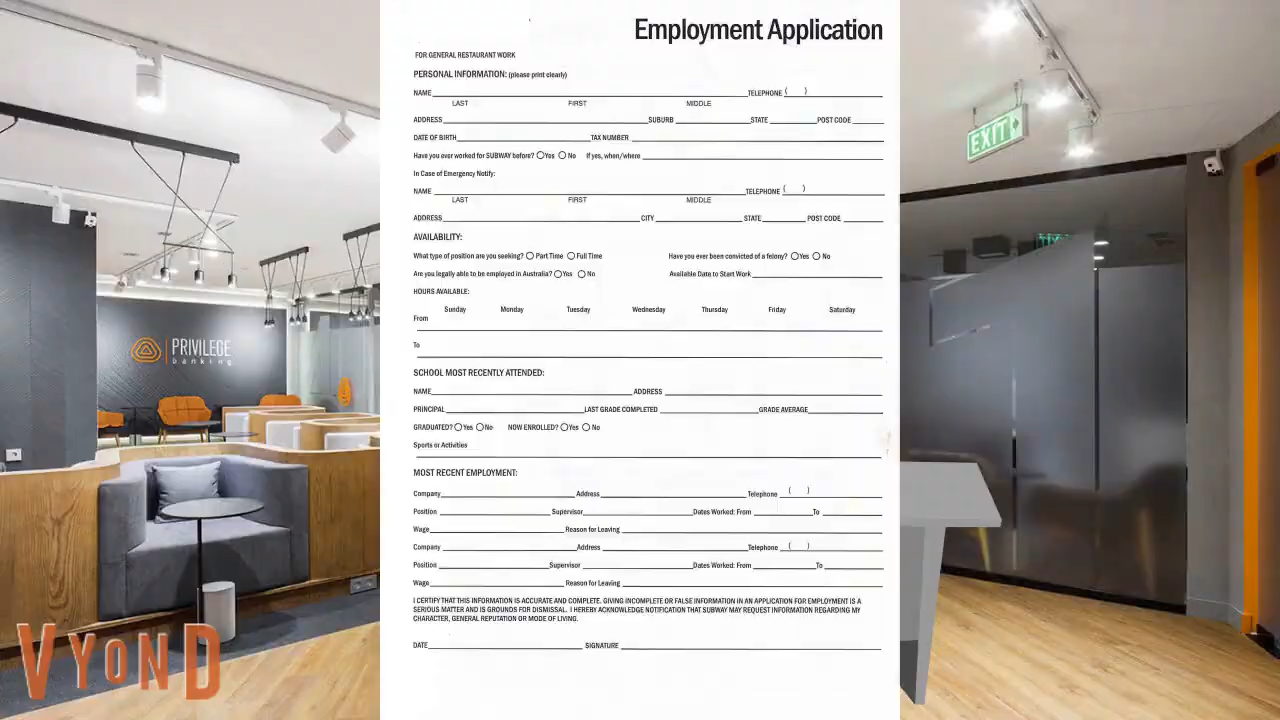 Employment Application
FOR GENERAL RESTAURANT WORK
PERSONAL INFORMATION: (please print clearly)
NAME TELEPHONE ( )
LAST FIRST MIDDLE
ADDRESS SUBURB STATE POST CODE
DATE OF BIRTH TAX NUMBER
Have you ever worked for SUBWAY before? Yes No If yes, when/where
In Case of Emergency Notify:
NAME TELEPHONE ( )
LAST FIRST MIDDLE
ADDRESS CITY STATE POST CODE
AVAILABILITY:
What type of position are you seeking? Part Time Full Time Have you ever been convicted of a felony? Yes No
Are you legally able to be employed in Australia? Yes No Available Date to Start Work
HOURS AVAILABLE:
Sunday Monday Tuesday Wednesday Thursday Friday Saturday
From
To
SCHOOL MOST RECENTLY ATTENDED:
NAME ADDRESS
PRINCIPAL LAST GRADE COMPLETED GRADE AVERAGE
GRADUATED? Yes No NOW ENROLLED? Yes No
Sports or Activities
MOST RECENT EMPLOYMENT:
Company Address Telephone ( )
Position Supervisor Dates Worked: From To
Wage Reason for Leaving
Company Address Telephone ( )
Position Supervisor Dates Worked: From To
Wage Reason for Leaving
I CERTIFY THAT THIS INFORMATION IS ACCURATE AND COMPLETE. GIVING INCOMPLETE OR FALSE INFORMATION IN AN APPLICATION FOR EMPLOYMENT IS A
SERIOUS MATTER AND IS GROUNDS FOR DISMISSAL. I HEREBY ACKNOWLEDGE NOTIFICATION THAT SUBWAY MAY REQUEST INFORMATION REGARDING MY
CHARACTER, GENERAL REPUTATION OR MODE OF LIVING.
DATE SIGNATURE
PRIVILEGE
banking
EXIT
VYOND